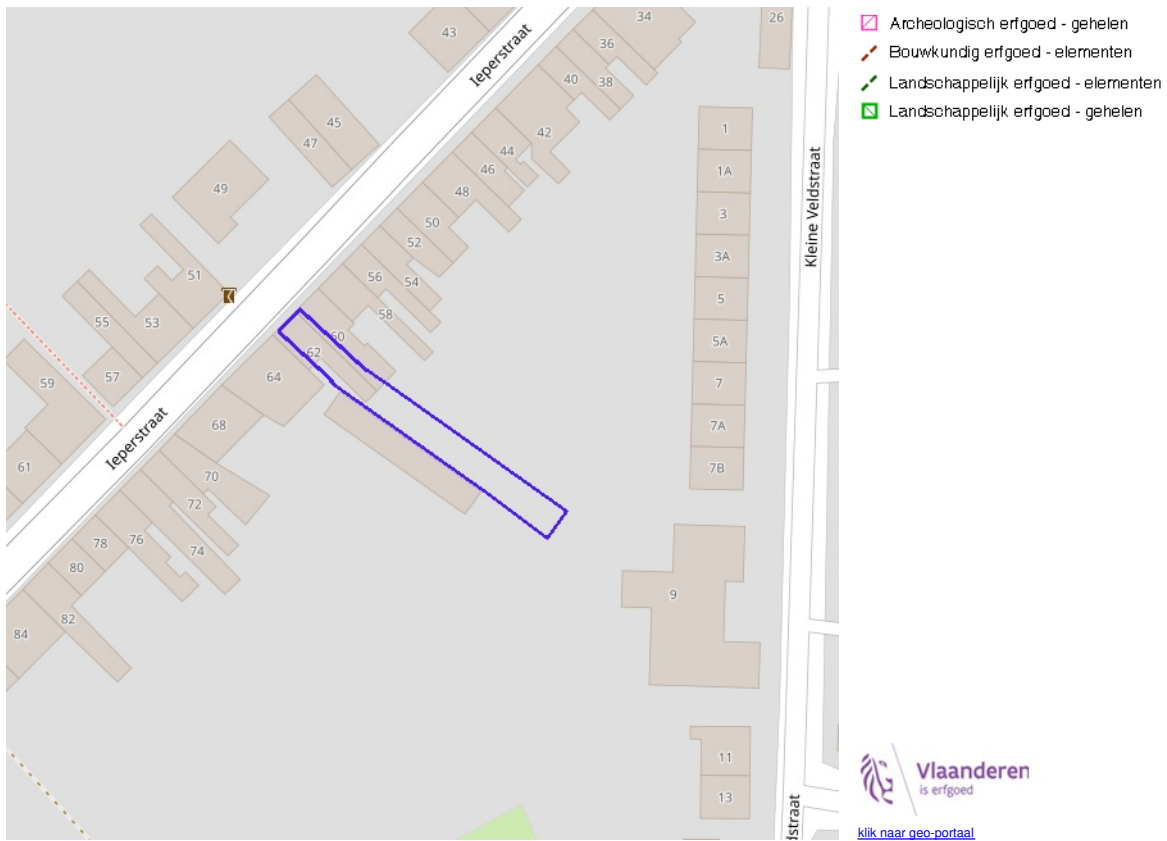 43
34
26
36
Ieperstraat
40
38
45
47
42
44
46
1
1A
49
48
3
Kleine Veldstraat
50
52
3A
51
56
54
5
55
53
58
60
5A
62
57
64
59
7
68
7A
Ieperstraat
61
70
7B
72
78
76
74
80
9
82
84
11
13
dstraat
Archeologisch erfgoed - gehelen
Bouwkundig erfgoed - elementen
Landschappelijk erfgoed - elementen
Landschappelijk erfgoed - gehelen
Vlaanderen
is erfgoed
klik naar geo-portaal